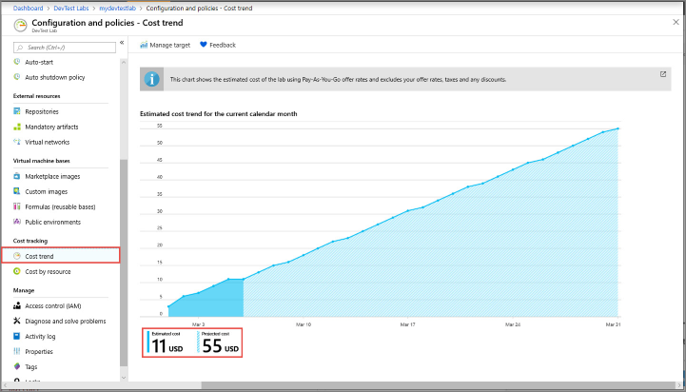 Dashboard > DevTest Labs > mydevtestlab > Configuration and policies - Cost trend
Configuration and policies - Cost trend
DevTest Labs
Search (Ctrl+/)
Auto-start
Auto shutdown policy
External resources
Repositories
Mandatory artifacts
Virtual networks
Virtual machine bases
Marketplace images
Custom images
Formulas (reusable bases)
Public environments
Cost tracking
Cost trend
Cost by resource
Manage
Access control (IAM)
Diagnose and solve problems
Activity log
Properties
Tags
Manage target
Feedback
This chart shows the estimated cost of the lab using Pay-As-You-Go offer rates and excludes your offer rates, taxes and any discounts.
Estimated cost trend for the current calendar month
55
50
45
40
35
30
25
20
15
10
5
0
Mar 3
Mar 10
Mar 17
Mar 24
Mar 31
Estimated cost
11 USD
Projected cost
55 USD